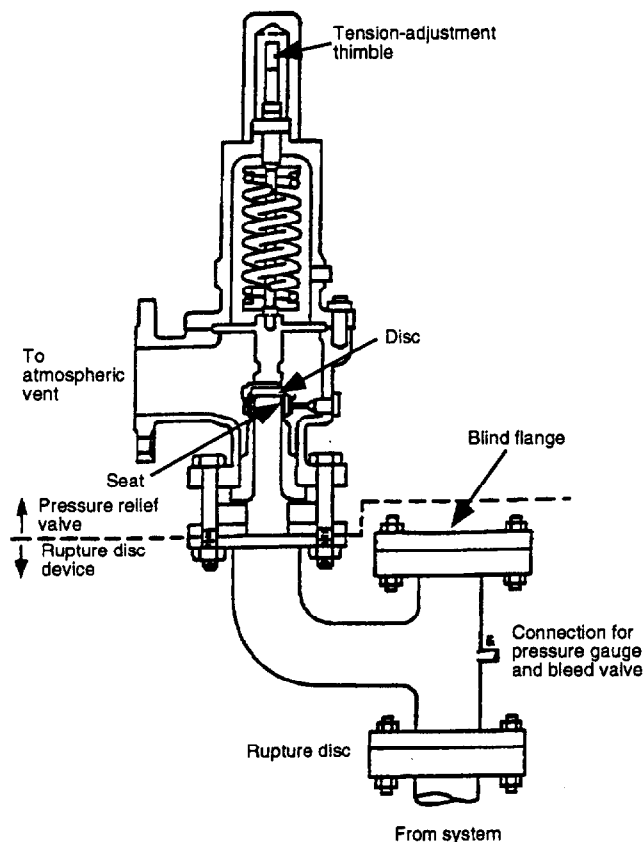 Tension-adjustment
thimble
Disc
To
atmospheric
vent
Seat
Blind flange
Pressure relief
valve
Rupture disc
device
Connection for
pressure gauge
and bleed valve
Rupture disc
From system